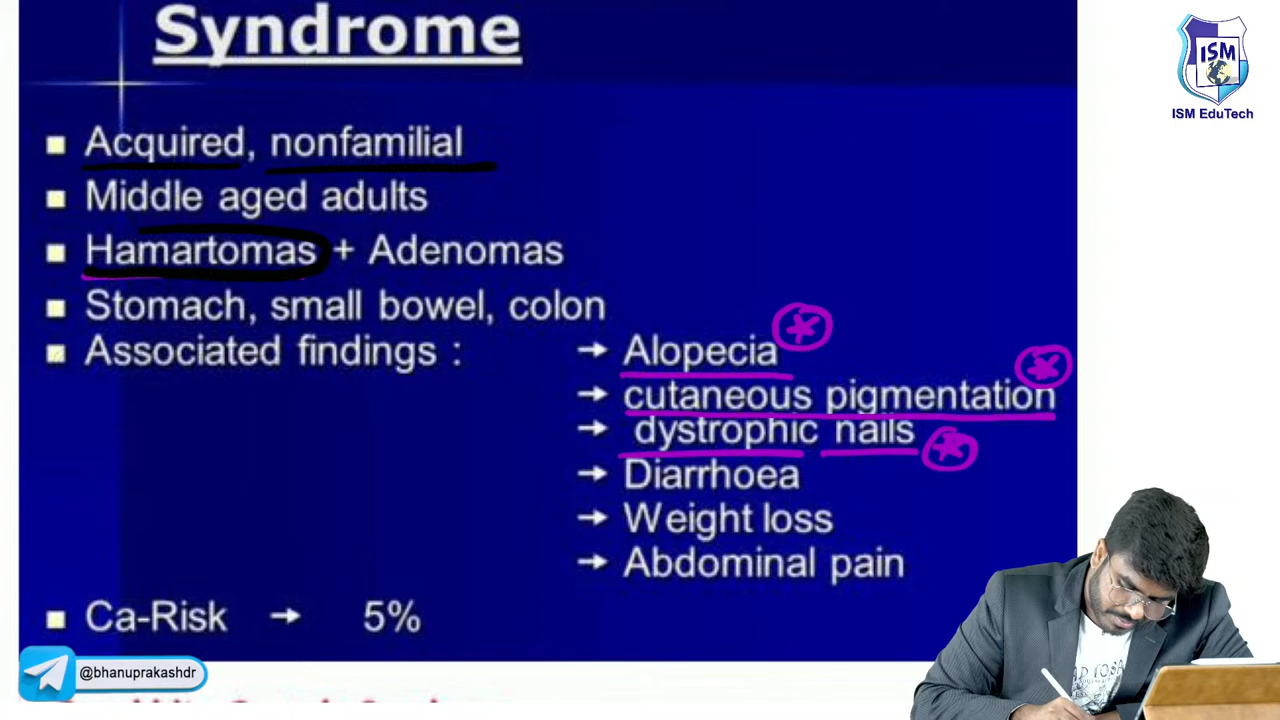 Syndrome
ISM
ISM EduTech
■ Acquired, nonfamilial
■ Middle aged adults
■ Hamartomas + Adenomas
■ Stomach, small bowel, colon
■ Associated findings : → Alopecia
→ cutaneous pigmentation
→ dystrophic nails
→ Diarrhoea
→ Weight loss
→ Abdominal pain
■ Ca-Risk → 5%
@bhanuprakashdr